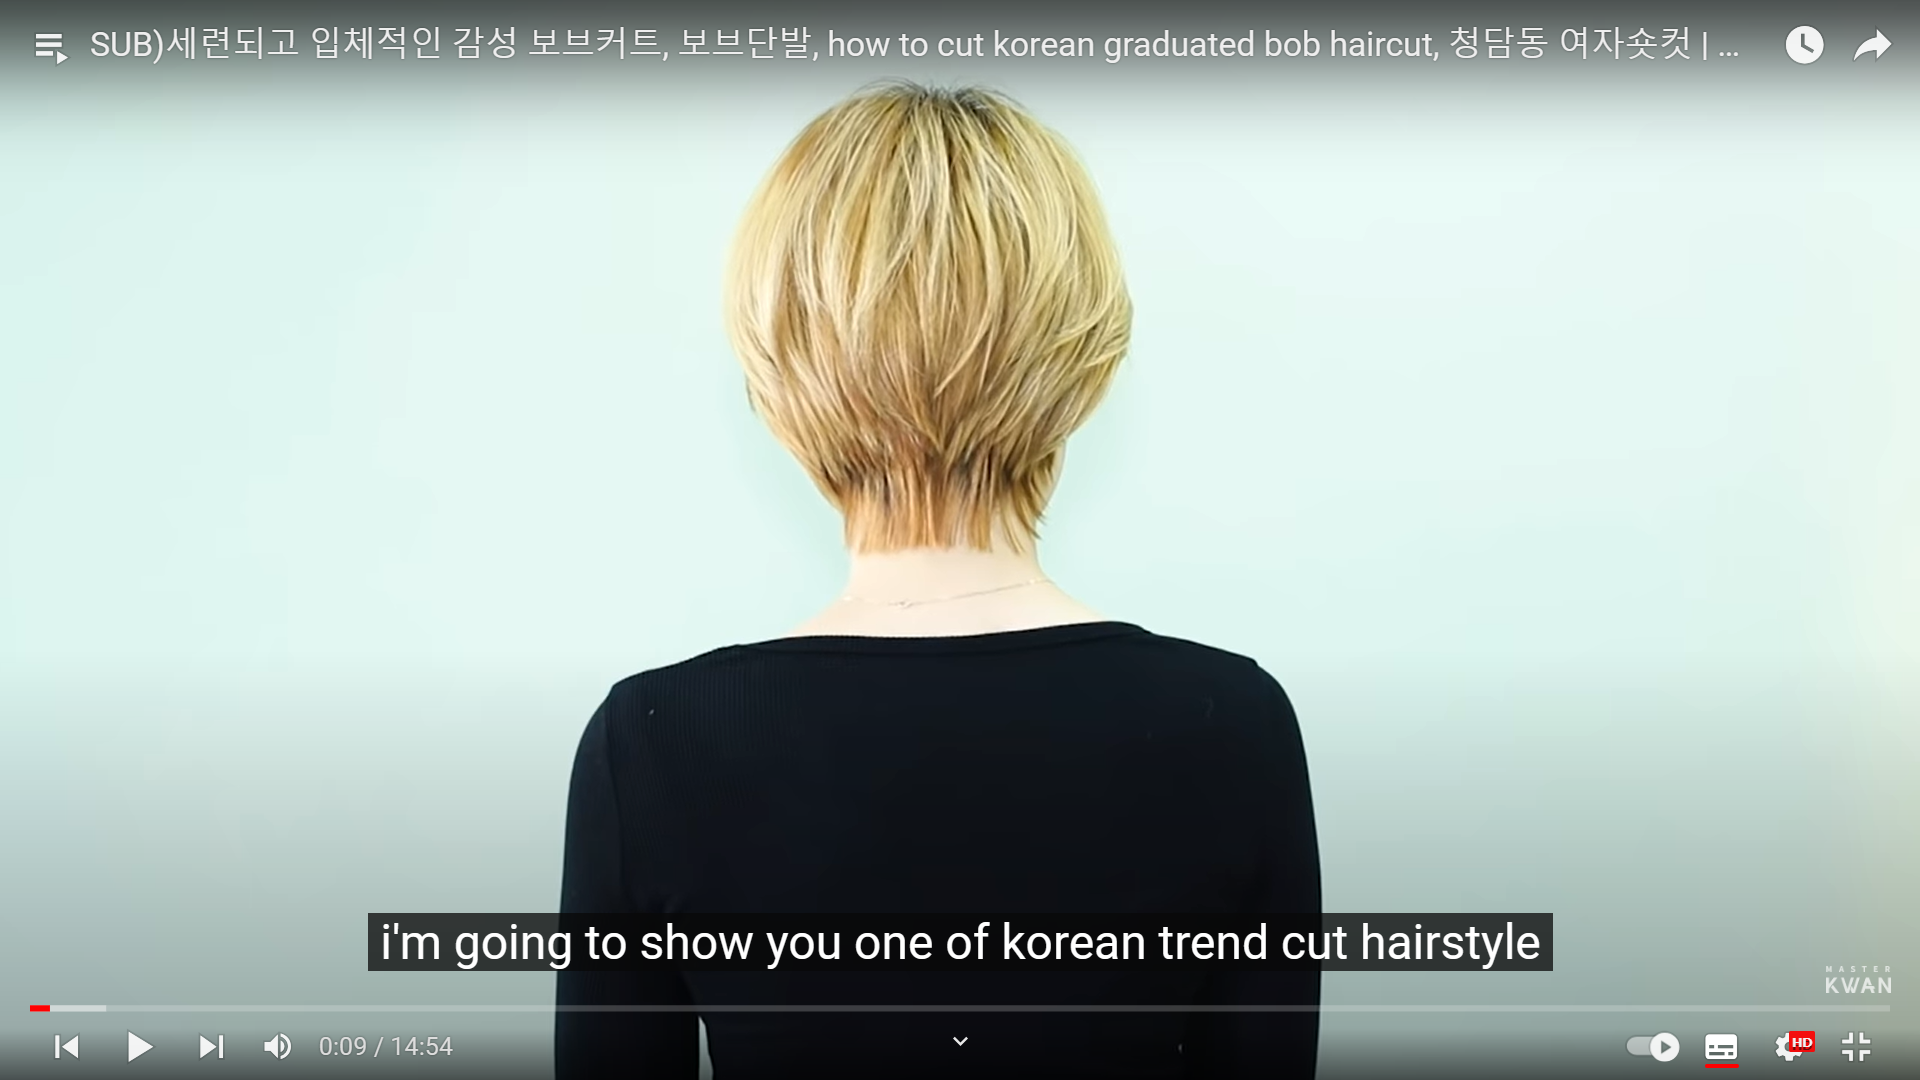 SUB)세련되고 입체적인 감성 보브커트, 보브단발, how to cut korean graduated bob haircut, 청담동 여자숏컷 | ...
i'm going to show you one of korean trend cut hairstyle
MASTER
KWAN
0:09 / 14:54
HD